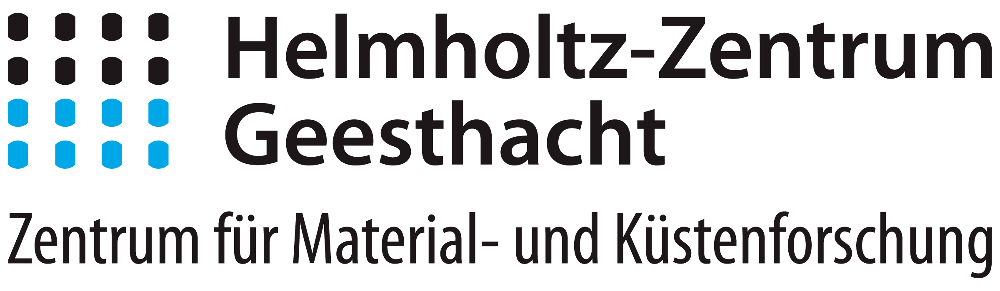 Helmholtz-Zentrum
Geesthacht
Zentrum für Material- und Küstenforschung